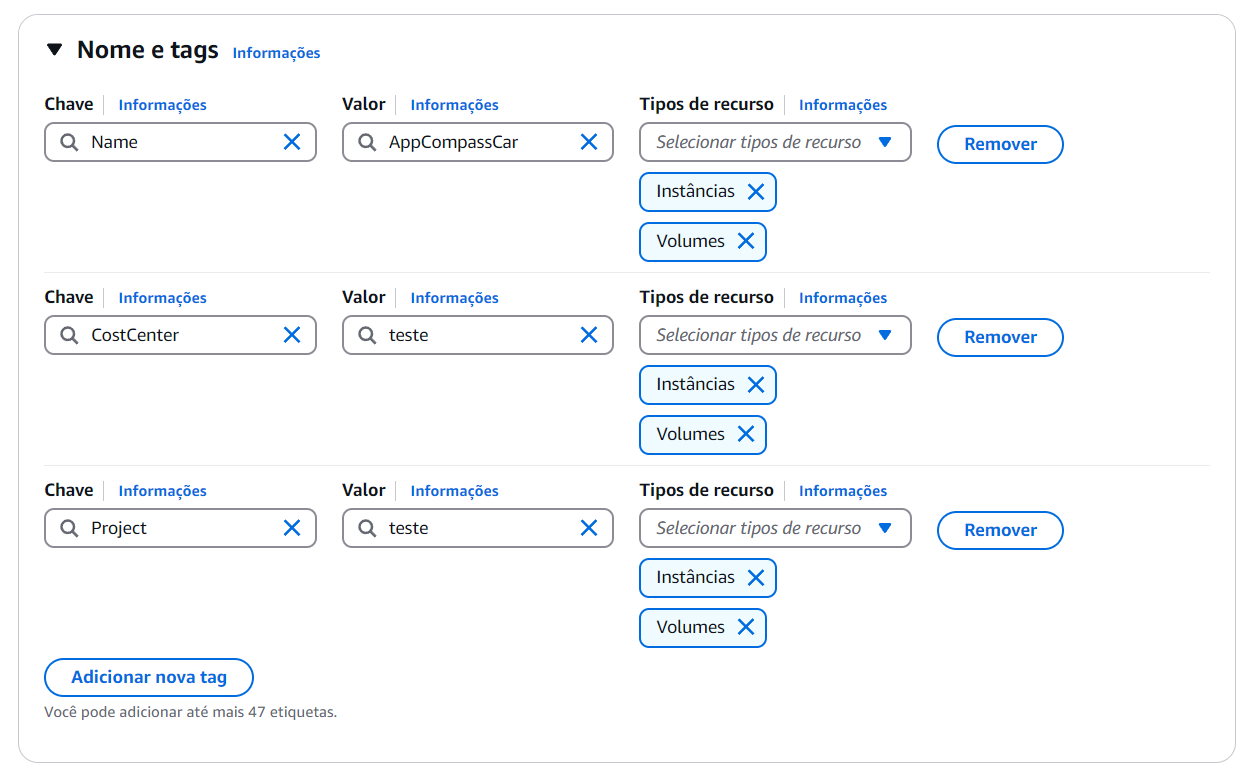 Nome e tags Informações
Chave Informações Valor Informações Tipos de recurso Informações
Name AppCompassCar Selecionar tipos de recurso Remover
Instâncias
Volumes
Chave Informações Valor Informações Tipos de recurso Informações
CostCenter teste Selecionar tipos de recurso Remover
Instâncias
Volumes
Chave Informações Valor Informações Tipos de recurso Informações
Project teste Selecionar tipos de recurso Remover
Instâncias
Volumes
Adicionar nova tag
Você pode adicionar até mais 47 etiquetas.